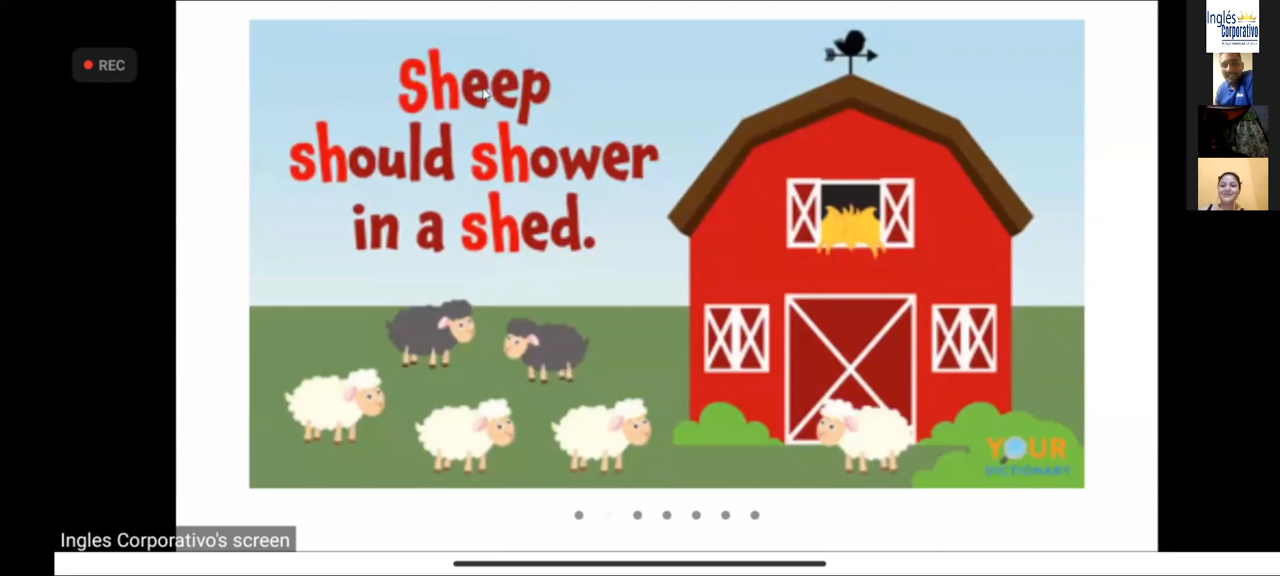 REC
Sheep
should shower
in a shed.
YOUR
DICTIONARY
Inglés
Corporativo
Ingles Corporativo's screen